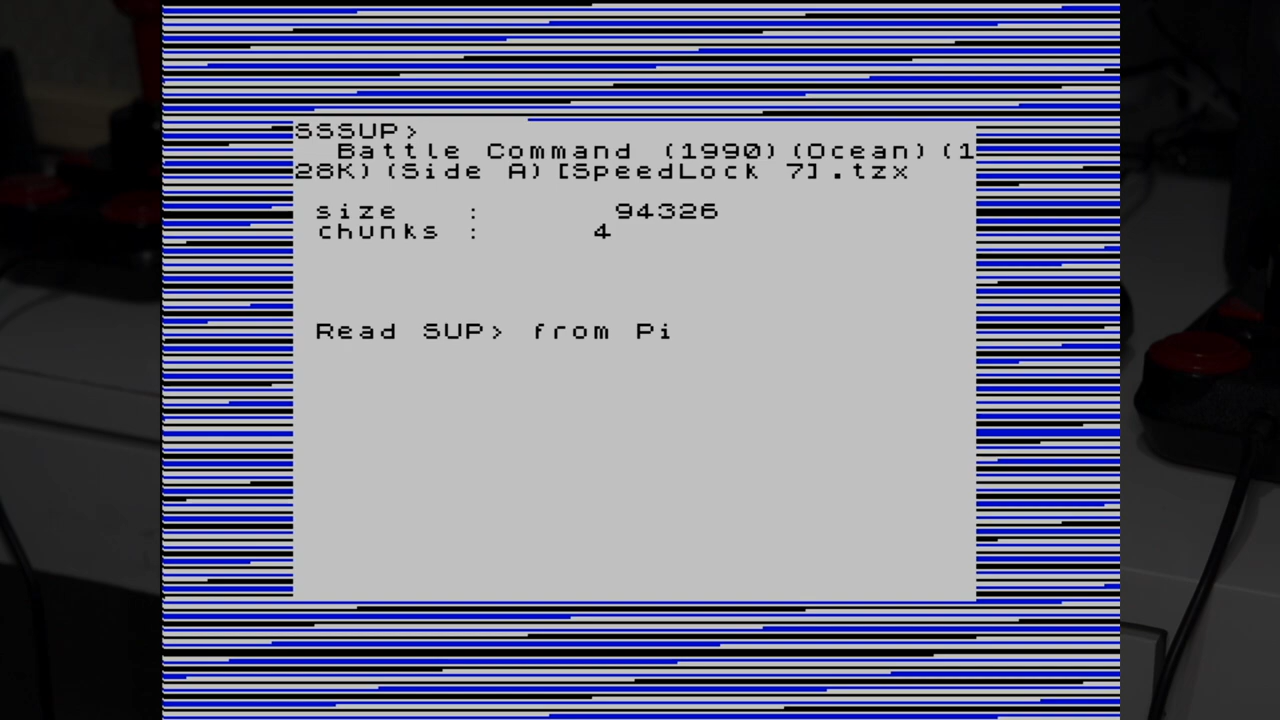 SSSUP>
Battle Command (1990)(Ocean)(1
28K)(Side A)[SpeedLock 7].tzx
size : 94326
chunks : 4
Read SUP> from Pi